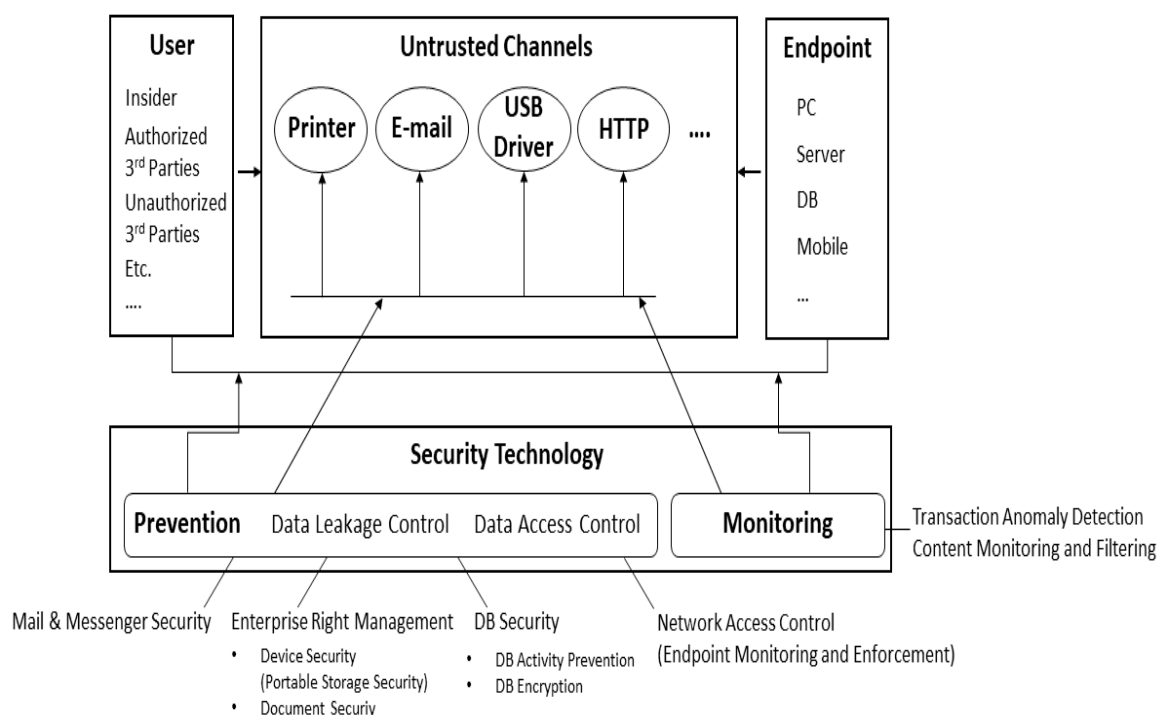 User
Insider
Authorized
3rd Parties
Unauthorized
3rd Parties
Etc.
....
Untrusted Channels
Printer
E-mail
USB
Driver
HTTP
....
Endpoint
PC
Server
DB
Mobile
...
Security Technology
Prevention Data Leakage Control Data Access Control
Monitoring
Transaction Anomaly Detection
Content Monitoring and Filtering
Mail & Messenger Security
Enterprise Right Management
• Device Security
(Portable Storage Security)
• Document Securiy
DB Security
• DB Activity Prevention
• DB Encryption
Network Access Control
(Endpoint Monitoring and Enforcement)